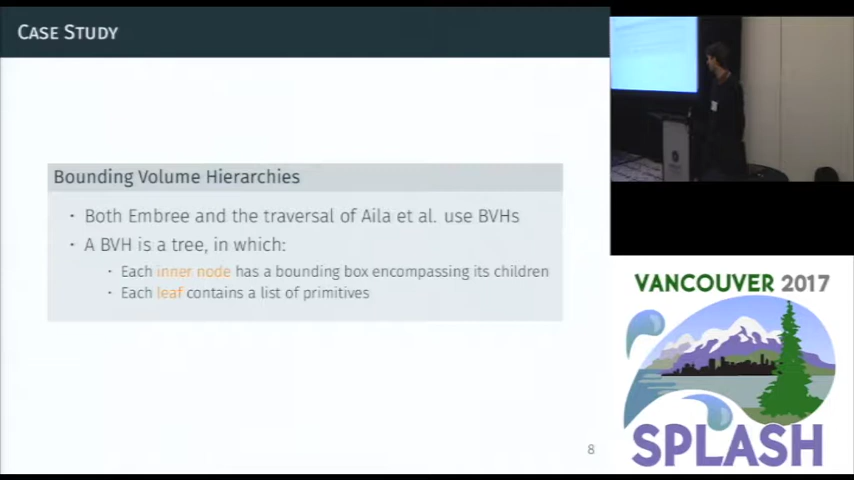 CASE STUDY
Bounding Volume Hierarchies
· Both Embree and the traversal of Aila et al. use BVHs
· A BVH is a tree, in which:
· Each inner node has a bounding box encompassing its children
· Each leaf contains a list of primitives
8
VANCOUVER 2017
SPLASH